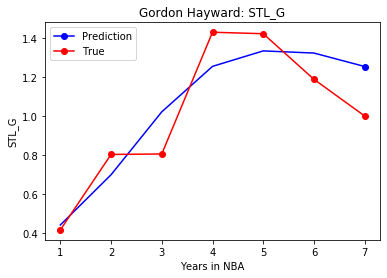 Gordon Hayward: STL_G
Prediction
True
STL_G
1.4
1.2
1.0
0.8
0.6
0.4
1 2 3 4 5 6 7
Years in NBA